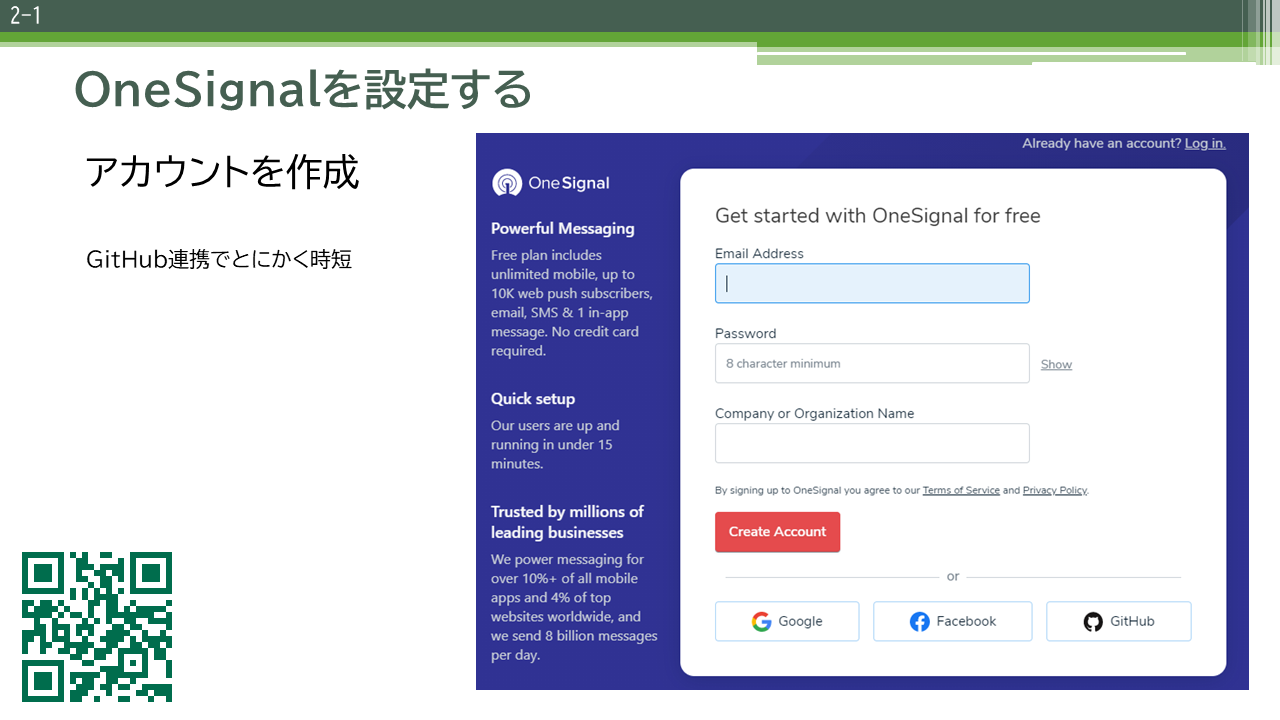 2-1
OneSignalを設定する
アカウントを作成
GitHub連携でとにかく時短
Already have an account? Log in.
OneSignal
Powerful Messaging
Free plan includes
unlimited mobile, up to
10K web push subscribers,
email, SMS & 1 in-app
message. No credit card
required.
Quick setup
Our users are up and
running in under 15
minutes.
Trusted by millions of
leading businesses
We power messaging for
over 10%+ of all mobile
apps and 4% of top
websites worldwide, and
we send 8 billion messages
per day.
Get started with OneSignal for free
Email Address
Password
8 character minimum
Show
Company or Organization Name
By signing up to OneSignal you agree to our Terms of Service and Privacy Policy.
Create Account
or
Google
Facebook
GitHub